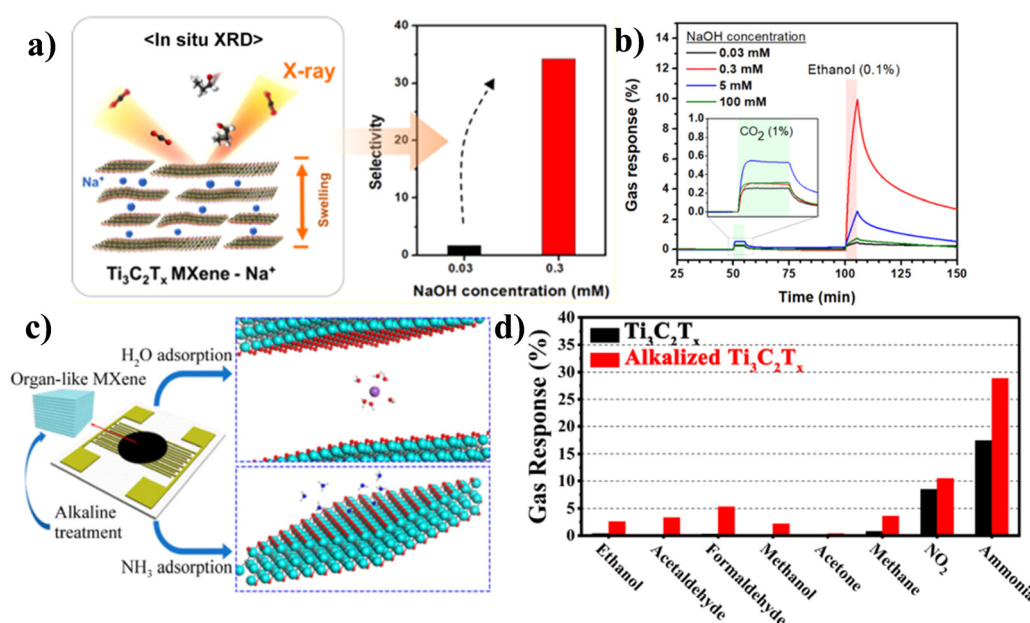 a)
<In situ XRD>
X-ray
Na⁺
Swelling
Ti₃C₂Tₓ MXene - Na⁺
Selectivity
40
30
20
10
0
0.03
0.3
NaOH concentration (mM)
b)
Gas response (%)
14
12
10
8
6
4
2
0
NaOH concentration
0.03 mM
0.3 mM
5 mM
100 mM
Ethanol (0.1%)
CO₂ (1%)
1.0
0.8
0.6
0.4
0.2
0.0
25 50 75 100 125 150
Time (min)
c)
H₂O adsorption
Organ-like MXene
Alkaline
treatment
NH₃ adsorption
d)
Gas Response (%)
40
35
30
25
20
15
10
5
0
Ti₃C₂Tₓ
Alkalized Ti₃C₂Tₓ
Ethanol
Acetaldehyde
Formaldehyde
Methanol
Acetone
Methane
NO₂
Ammonia